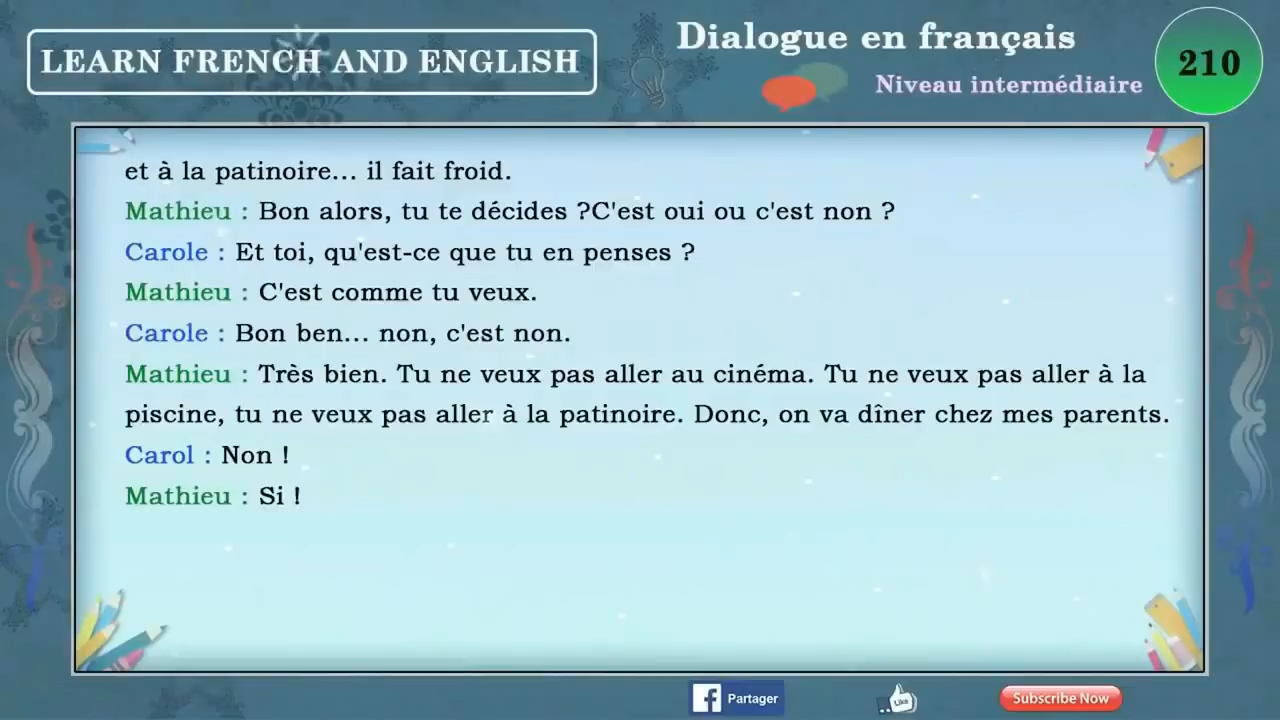 LEARN FRENCH AND ENGLISH
Dialogue en français
Niveau intermédiaire
210
et à la patinoire... il fait froid.
Mathieu : Bon alors, tu te décides ?C'est oui ou c'est non ?
Carole : Et toi, qu'est-ce que tu en penses ?
Mathieu : C'est comme tu veux.
Carole : Bon ben... non, c'est non.
Mathieu : Très bien. Tu ne veux pas aller au cinéma. Tu ne veux pas aller à la
piscine, tu ne veux pas aller à la patinoire. Donc, on va dîner chez mes parents.
Carol : Non !
Mathieu : Si !
Partager
Like
Subscribe Now